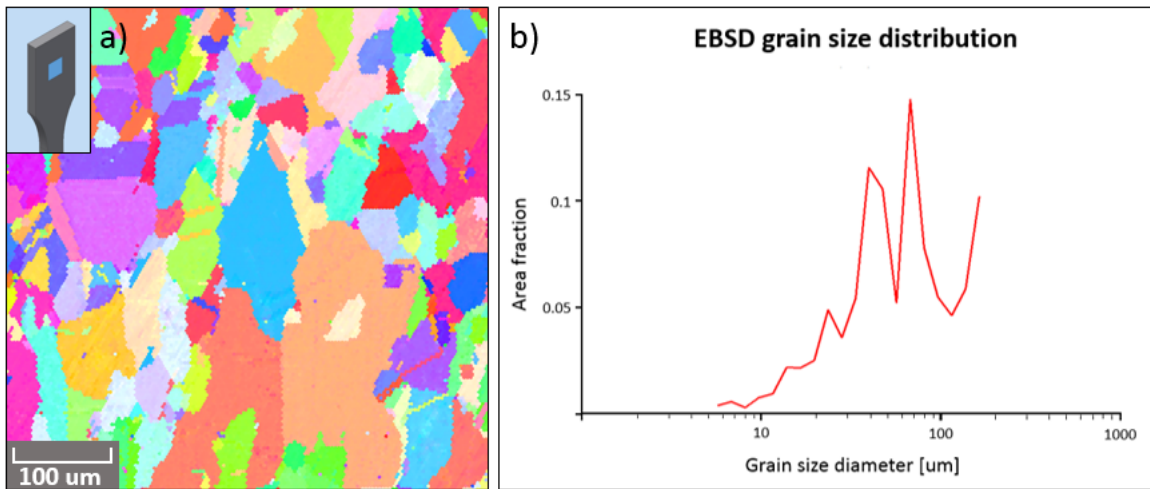 a)
100 um
b)
EBSD grain size distribution
0.15
0.1
0.05
Area fraction
10
100
1000
Grain size diameter [um]